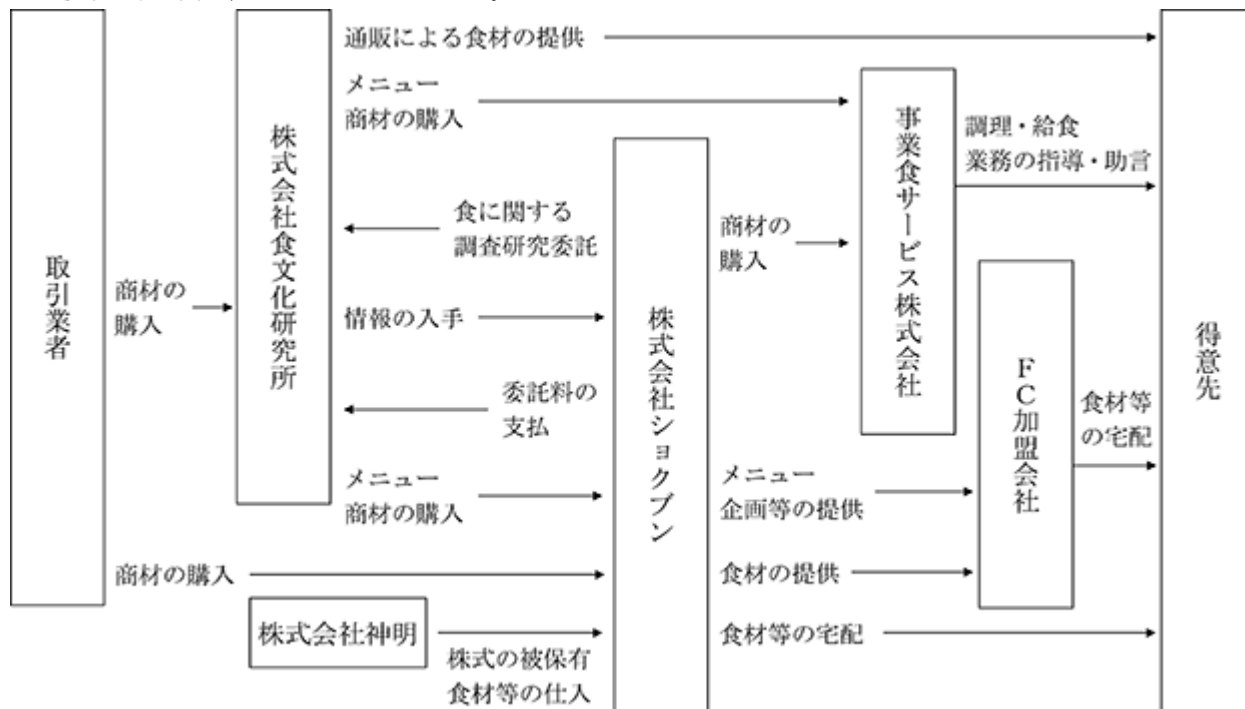 取引業者
商材の
購入
株式会社食文化研究所
通販による食材の提供
メニュー
商材の購入
食に関する
調査研究委託
情報の入手
委託料の
支払
メニュー
商材の購入
商材の購入
株式会社神明
株式の被保有
食材等の仕入
株式会社ショクブン
商材の
購入
事業食サービス株式会社
調理・給食
業務の指導・助言
メニュー
企画等の提供
食材の提供
食材等の宅配
FC加盟会社
食材等
の宅配
得意先